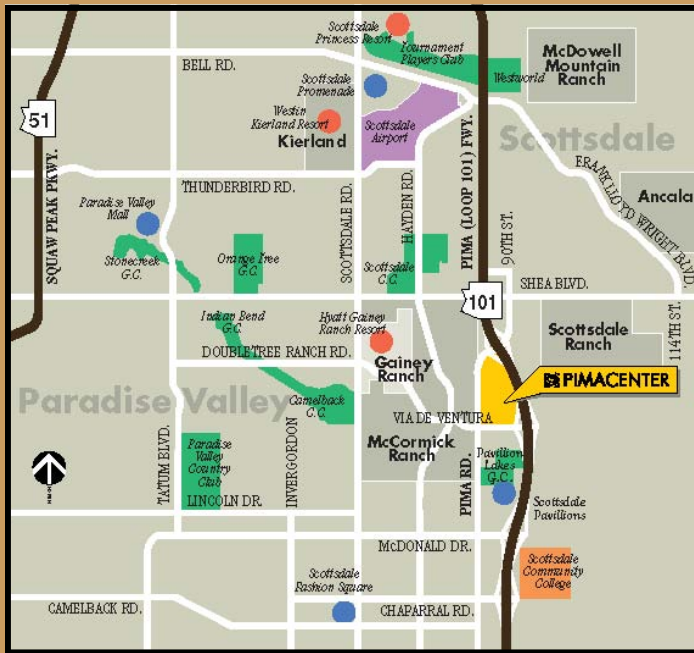 Scottsdale
Princess Resort
Tournament
Players Club
BELL RD.
Scottsdale
Promenade
Westworld
McDowell
Mountain
Ranch
51
Westin
Kierland Resort
Kierland
Scottsdale
Airport
Scottsdale
SQUAW PEAK PKWY.
THUNDERBIRD RD.
SCOTTSDALE RD.
HAYDEN RD.
PIMA (LOOP 101) FWY.
90TH ST.
FRANK LLOYD WRIGHT BLVD.
Ancala
Paradise Valley
Mall
Stonecreek
G.C.
Orange Tree
G.C.
Scottsdale
C.C.
SHEA BLVD.
101
114TH ST.
Indian Bend
G.C.
Hyatt Gainey
Ranch Resort
DOUBLETREE RANCH RD.
Gainey
Ranch
Scottsdale
Ranch
PIMACENTER
Paradise Valley
Camelback
G.C.
VIA DE VENTURA
McCormick
Ranch
TATUM BLVD.
Paradise
Valley
Country
Club
INVERGORDON
PIMA RD.
Pavillion
Lakes
G.C.
LINCOLN DR.
Scottsdale
Pavillions
McDONALD DR.
Scottsdale
Community
College
Scottsdale
Fashion Square
CAMELBACK RD.
CHAPARRAL RD.